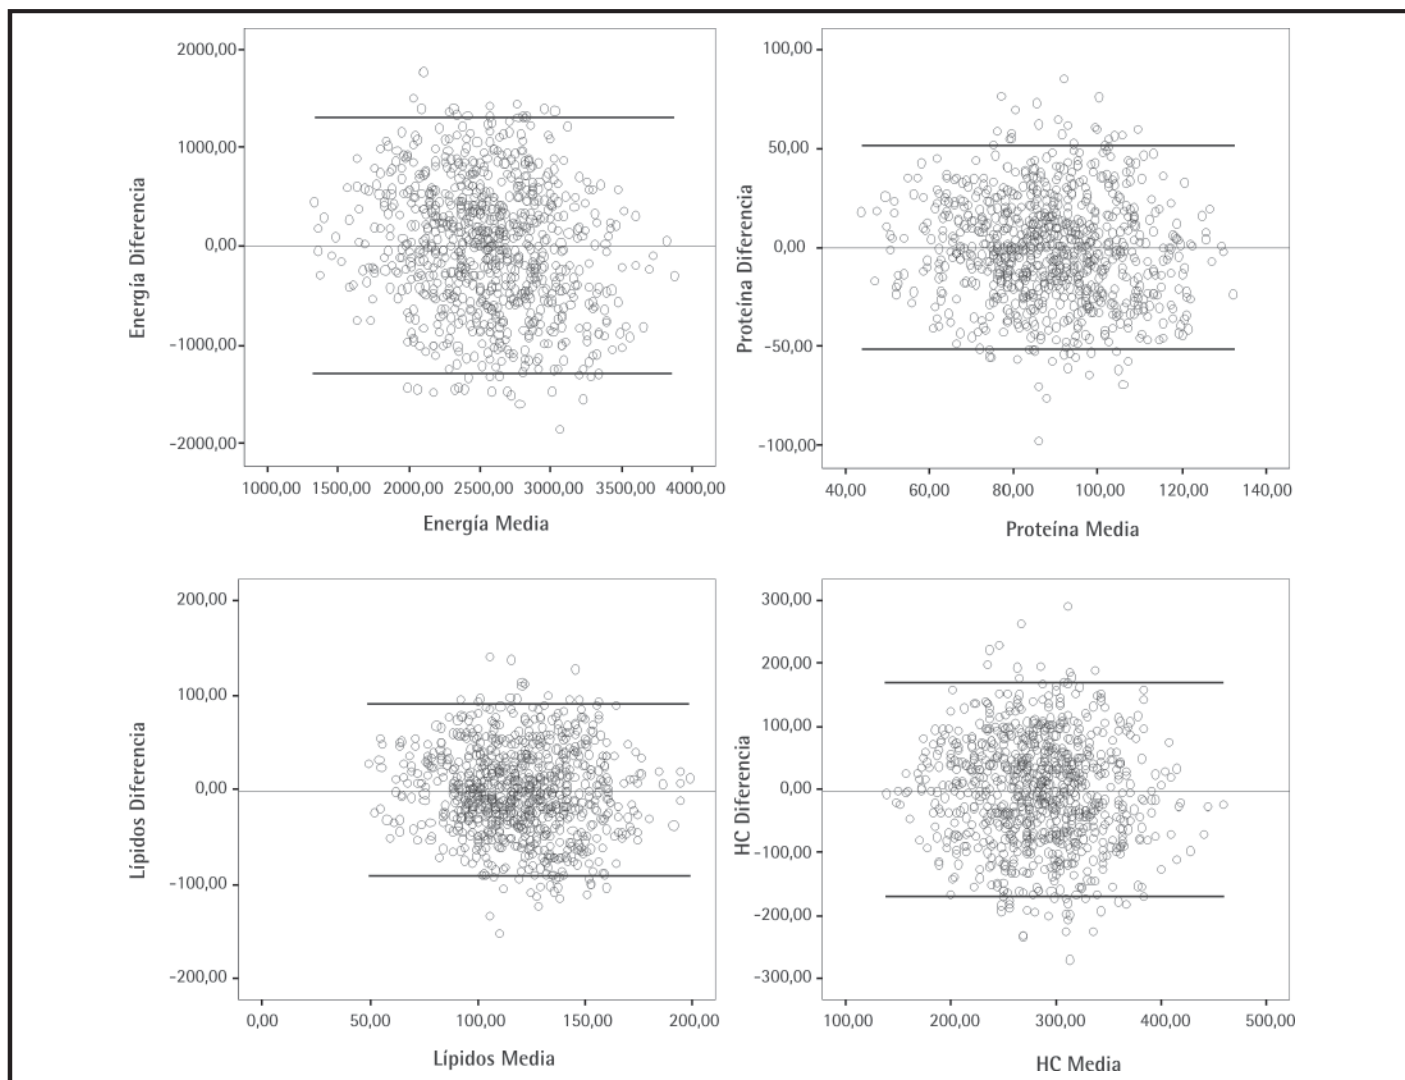 2000,00
1000,00
0,00
-1000,00
-2000,00
Energía Diferencia
1000,00 1500,00 2000,00 2500,00 3000,00 3500,00 4000,00
Energía Media
100,00
50,00
0,00
-50,00
-100,00
Proteína Diferencia
40,00 60,00 80,00 100,00 120,00 140,00
Proteína Media
200,00
100,00
0,00
-100,00
-200,00
Lípidos Diferencia
0,00 50,00 100,00 150,00 200,00
Lípidos Media
300,00
200,00
100,00
0,00
-100,00
-200,00
-300,00
HC Diferencia
100,00 200,00 300,00 400,00 500,00
HC Media